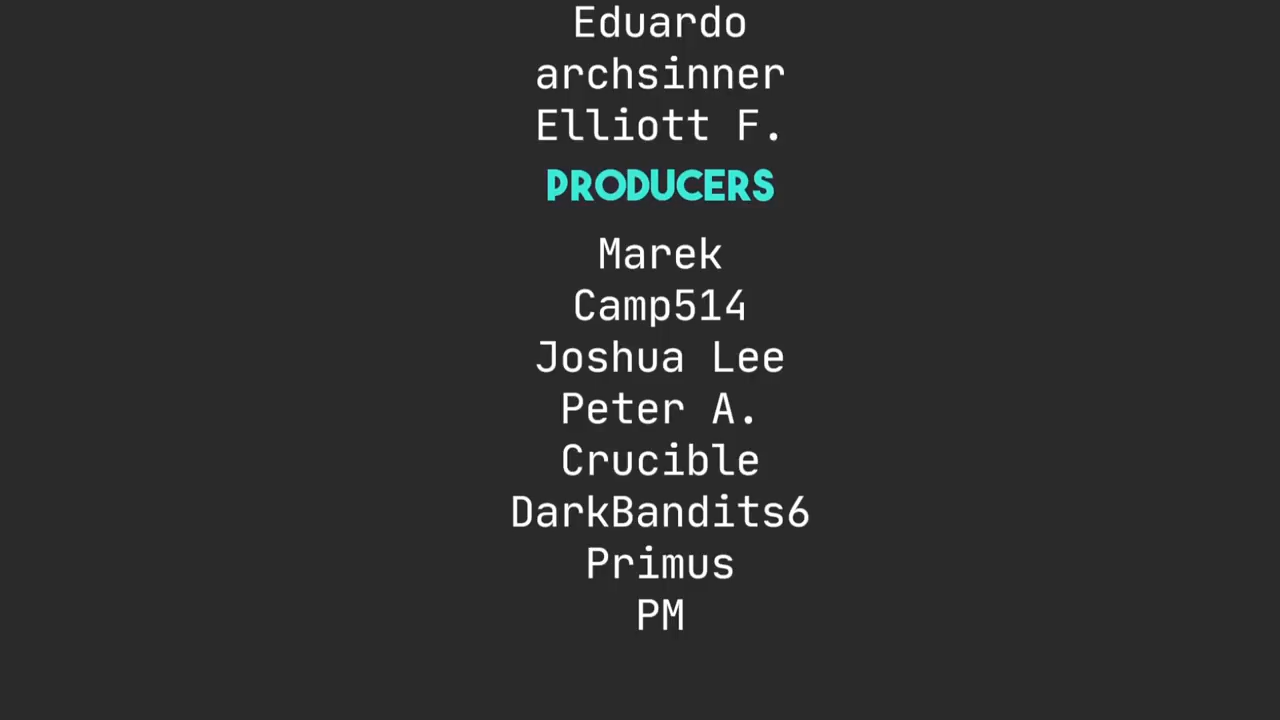 Eduardo
archsinner
Elliott F.
PRODUCERS
Marek
Camp514
Joshua Lee
Peter A.
Crucible
DarkBandits6
Primus
PM